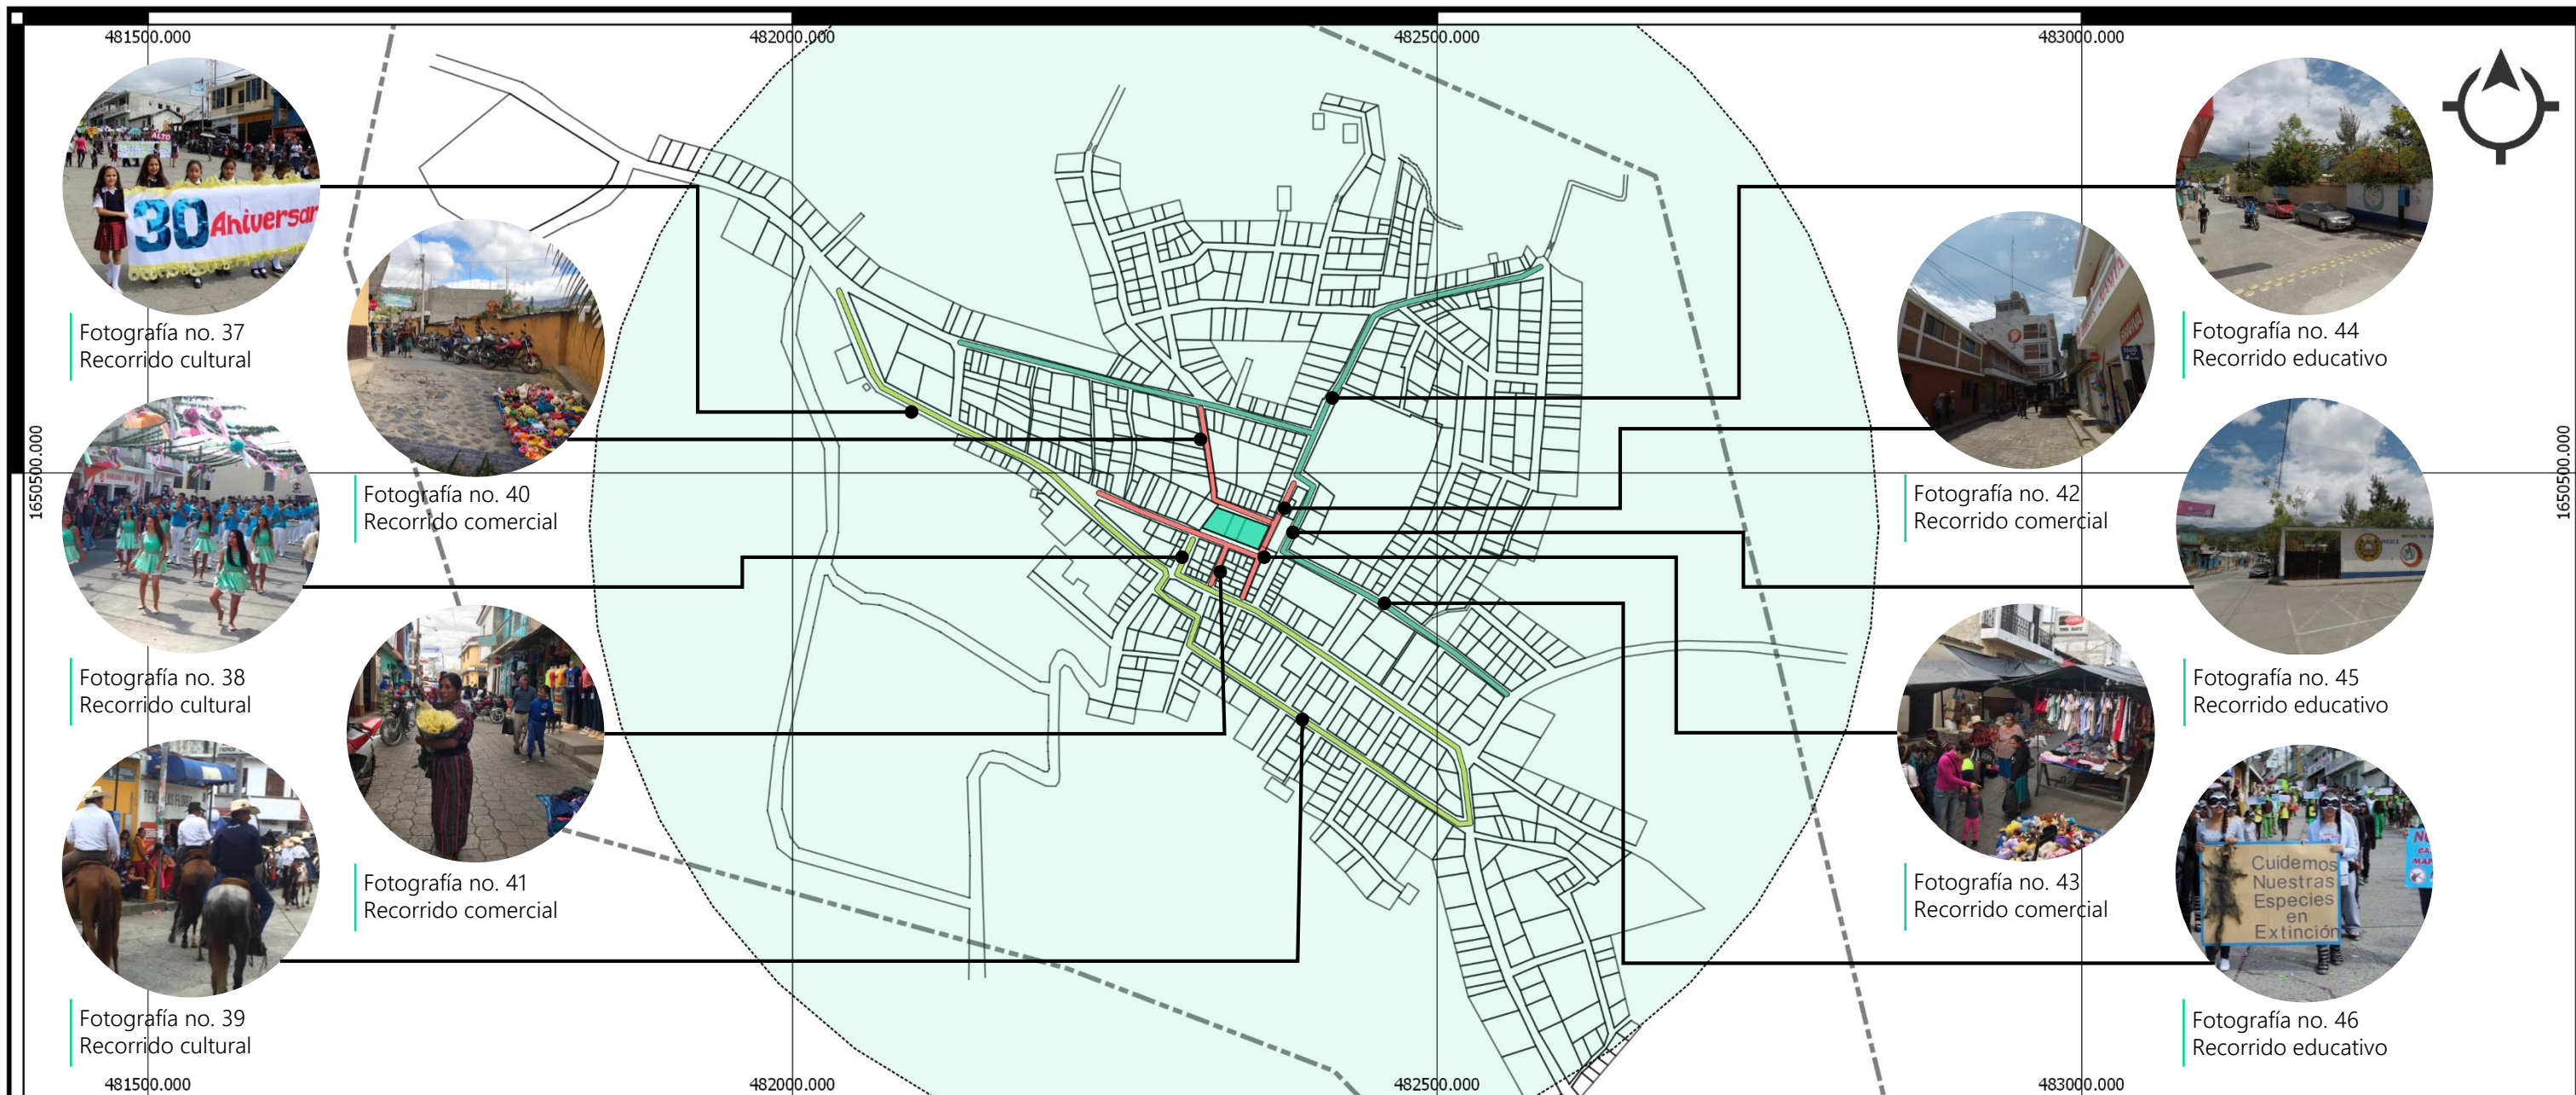 481500.000
482000.000
482500.000
483000.000
1650500.000
1650500.000
ALTO
30 Aniversar
Fotografía no. 37
Recorrido cultural
Fotografía no. 40
Recorrido comercial
Fotografía no. 38
Recorrido cultural
Fotografía no. 41
Recorrido comercial
Fotografía no. 39
Recorrido cultural
Fotografía no. 44
Recorrido educativo
Fotografía no. 42
Recorrido comercial
Fotografía no. 45
Recorrido educativo
Fotografía no. 43
Recorrido comercial
Cuidemos
Nuestras
Especies
en
Extinción
Fotografía no. 46
Recorrido educativo
481500.000
482000.000
482500.000
483000.000